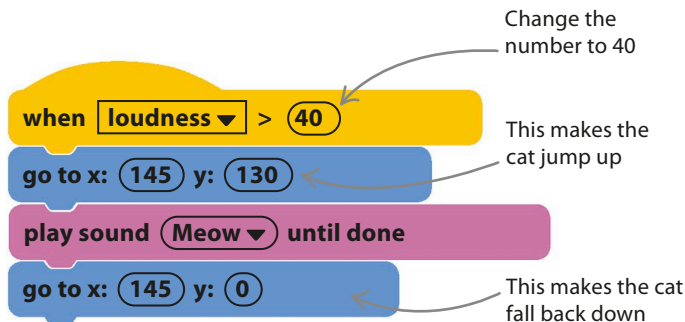 Change the
number to 40
when loudness > 40
This makes the
cat jump up
go to x: 145 y: 130
play sound Meow until done
go to x: 145 y: 0
This makes the cat
fall back down